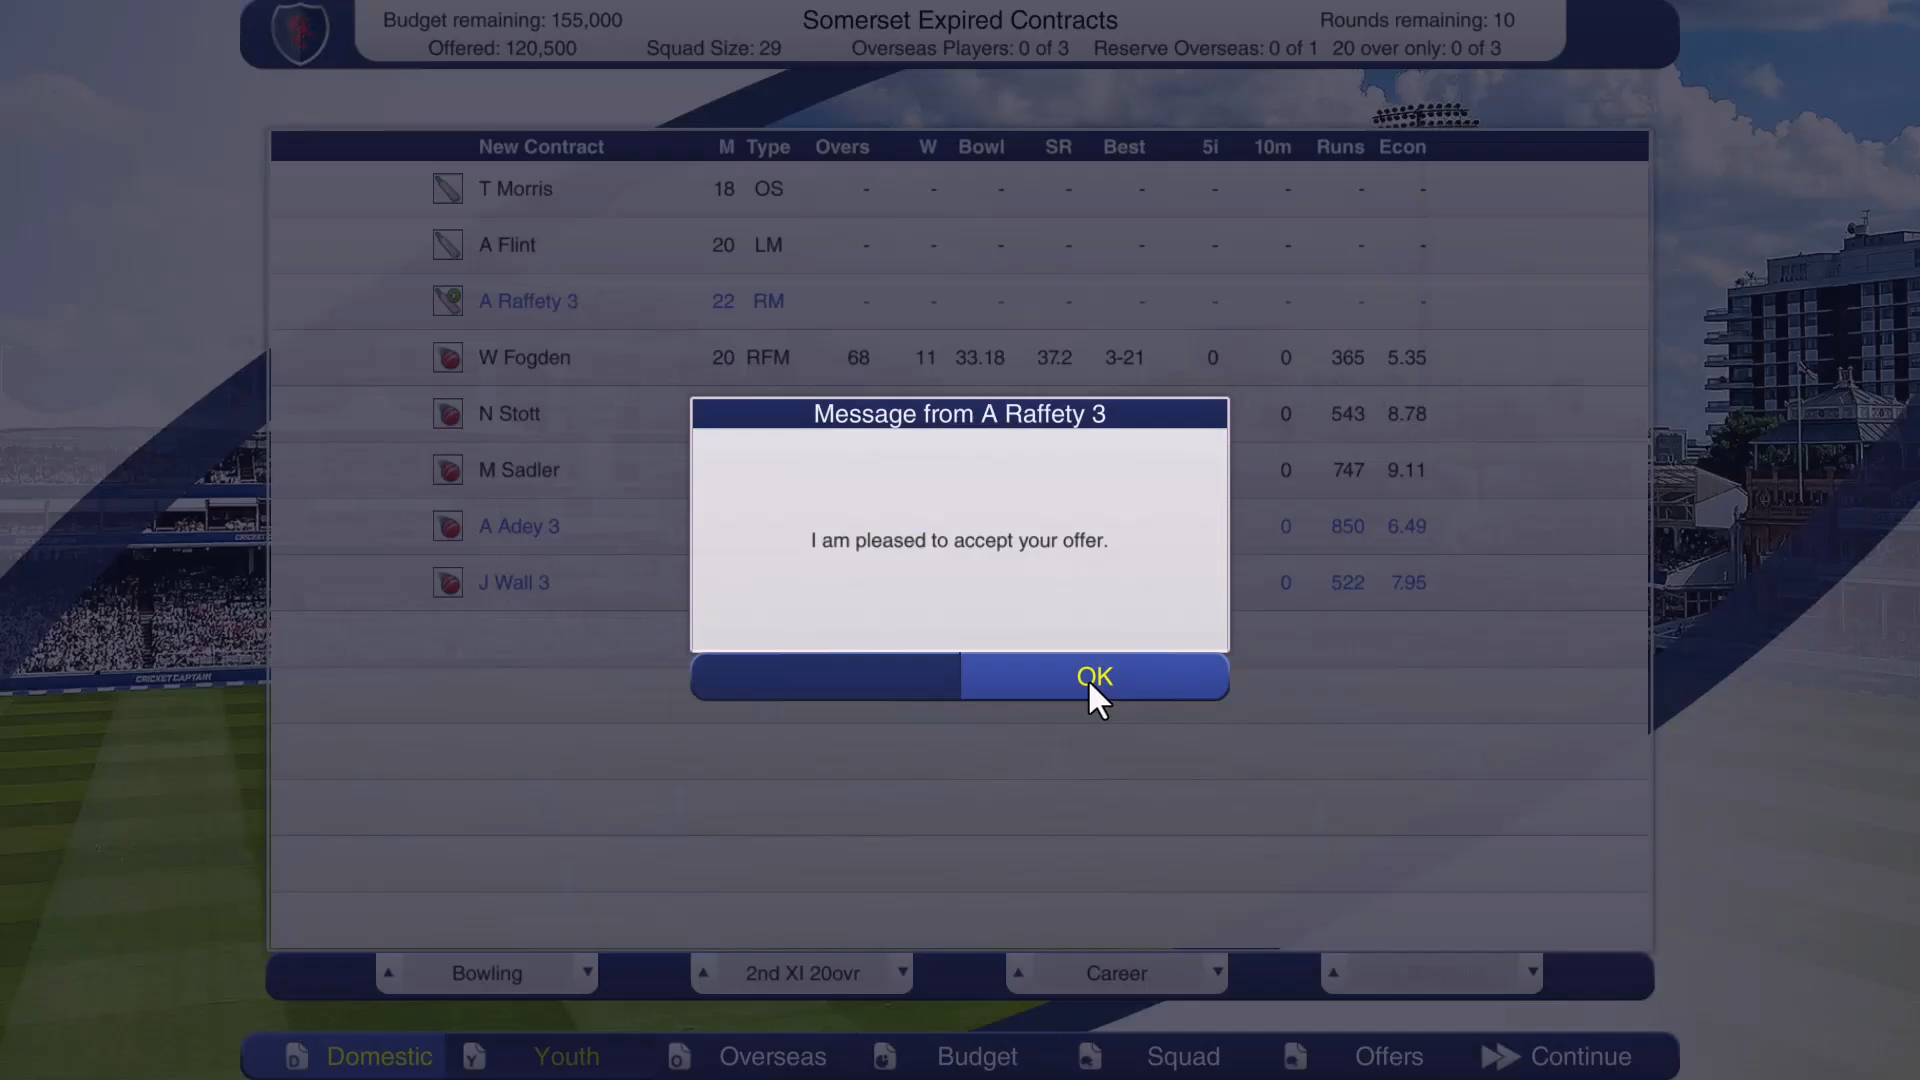 Budget remaining: 155,000
Somerset Expired Contracts
Rounds remaining: 10
Offered: 120,500 Squad Size: 29 Overseas Players: 0 of 3 Reserve Overseas: 0 of 1 20 over only: 0 of 3
New Contract M Type Overs W Bowl SR Best 5i 10m Runs Econ
T Morris 18 OS - - - - - - - - -
A Flint 20 LM - - - - - - - - -
A Raffety 3 22 RM - - - - - - - - -
W Fogden 20 RFM 68 11 33.18 37.2 3-21 0 0 365 5.35
N Stott 0 543 8.78
M Sadler 0 747 9.11
A Adey 3 0 850 6.49
J Wall 3 0 522 7.95
Message from A Raffety 3
I am pleased to accept your offer.
OK
CRICKET CAPTAIN
Bowling 2nd XI 20ovr Career
D Domestic Y Youth O Overseas Budget Squad Offers Continue